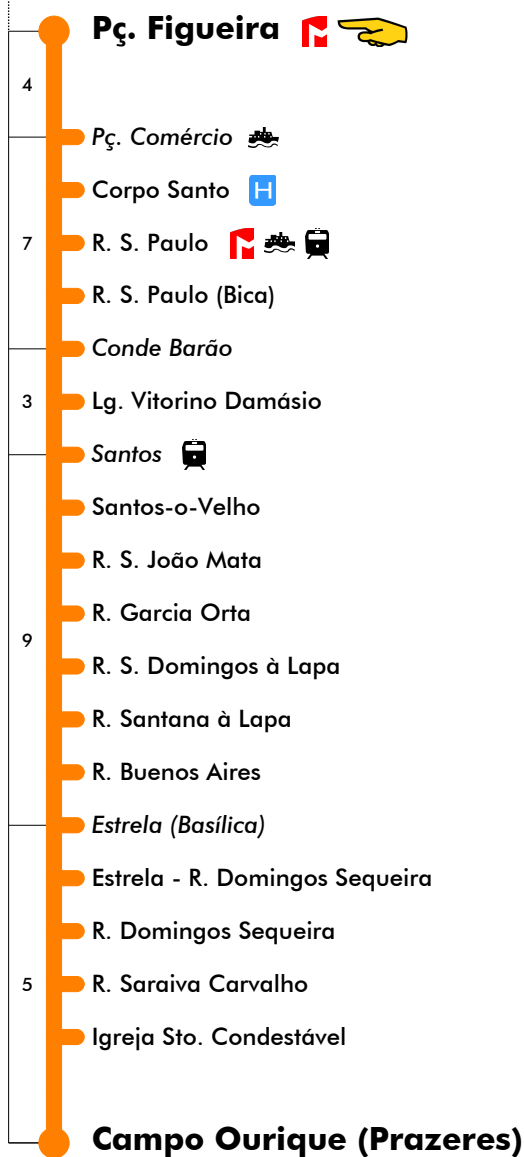 Pç. Figueira
4
Pç. Comércio
Corpo Santo H
7 R. S. Paulo
R. S. Paulo (Bica)
Conde Barão
3 Lg. Vitorino Damásio
Santos
Santos-o-Velho
R. S. João Mata
R. Garcia Orta
9
R. S. Domingos à Lapa
R. Santana à Lapa
R. Buenos Aires
Estrela (Basílica)
Estrela - R. Domingos Sequeira
R. Domingos Sequeira
5 R. Saraiva Carvalho
Igreja Sto. Condestável
Campo Ourique (Prazeres)